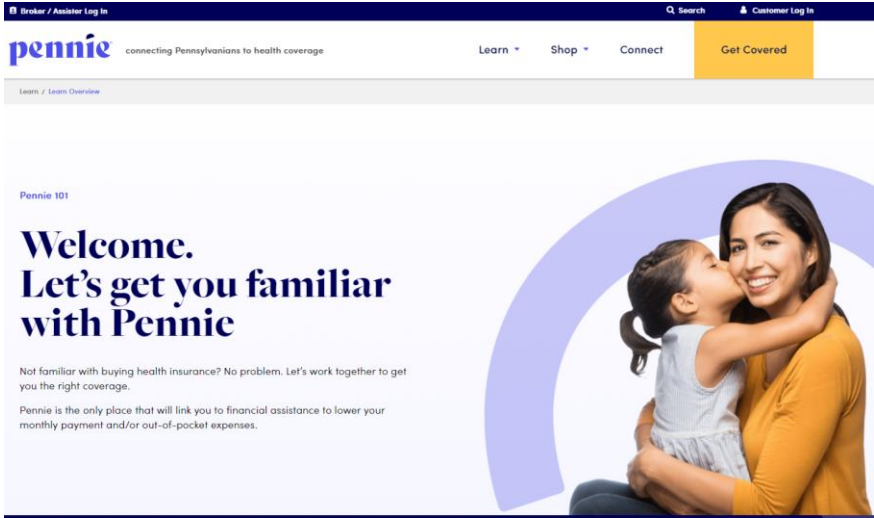 Broker / Assister Log In
Search
Customer Log In
pennie
connecting Pennsylvanians to health coverage
Learn
Shop
Connect
Get Covered
Learn / Learn Overview
Pennie 101
Welcome.
Let's get you familiar
with Pennie
Not familiar with buying health insurance? No problem. Let's work together to get
you the right coverage.
Pennie is the only place that will link you to financial assistance to lower your
monthly payment and/or out-of-pocket expenses.